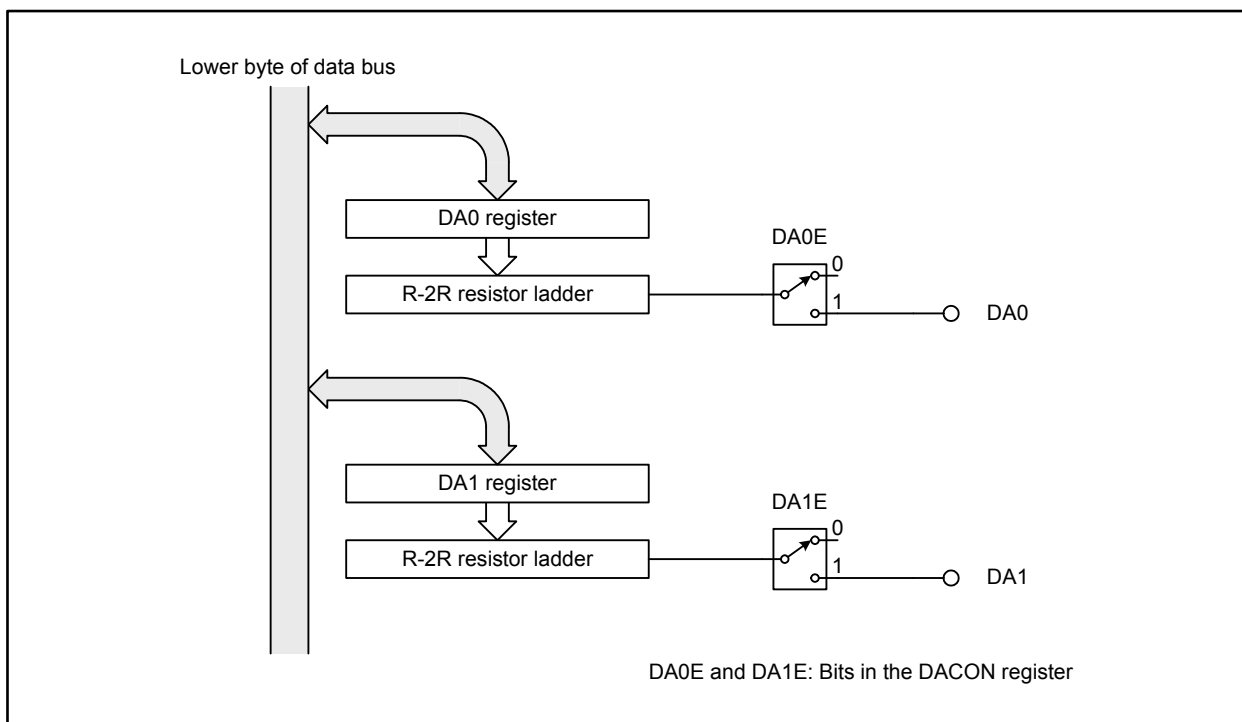 Lower byte of data bus
DA0 register
DA0E
0
R-2R resistor ladder
1
DA0
DA1 register
DA1E
0
R-2R resistor ladder
1
DA1
DA0E and DA1E: Bits in the DACON register